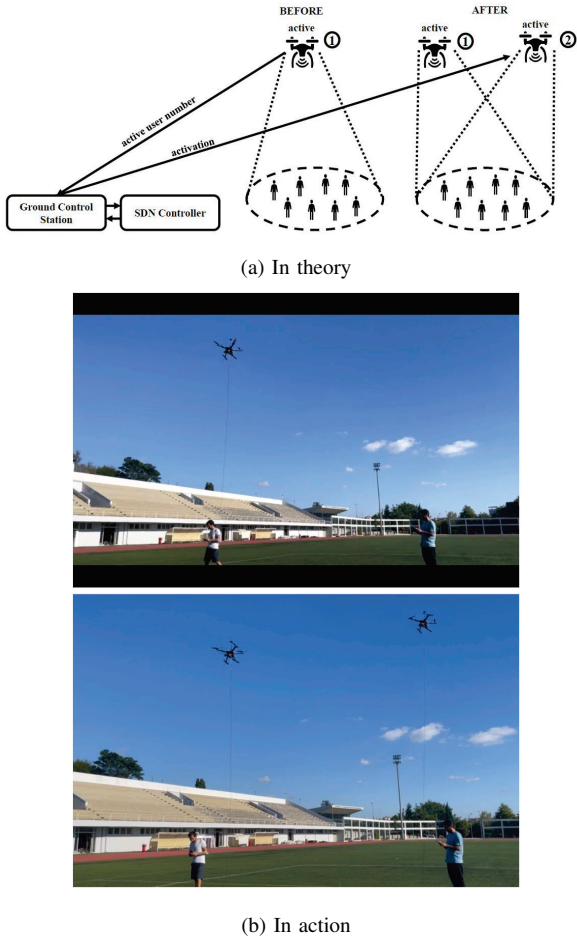 BEFORE
AFTER
active
1
active
1
active
2
active user number
activation
Ground Control
Station
SDN Controller
(a) In theory
(b) In action